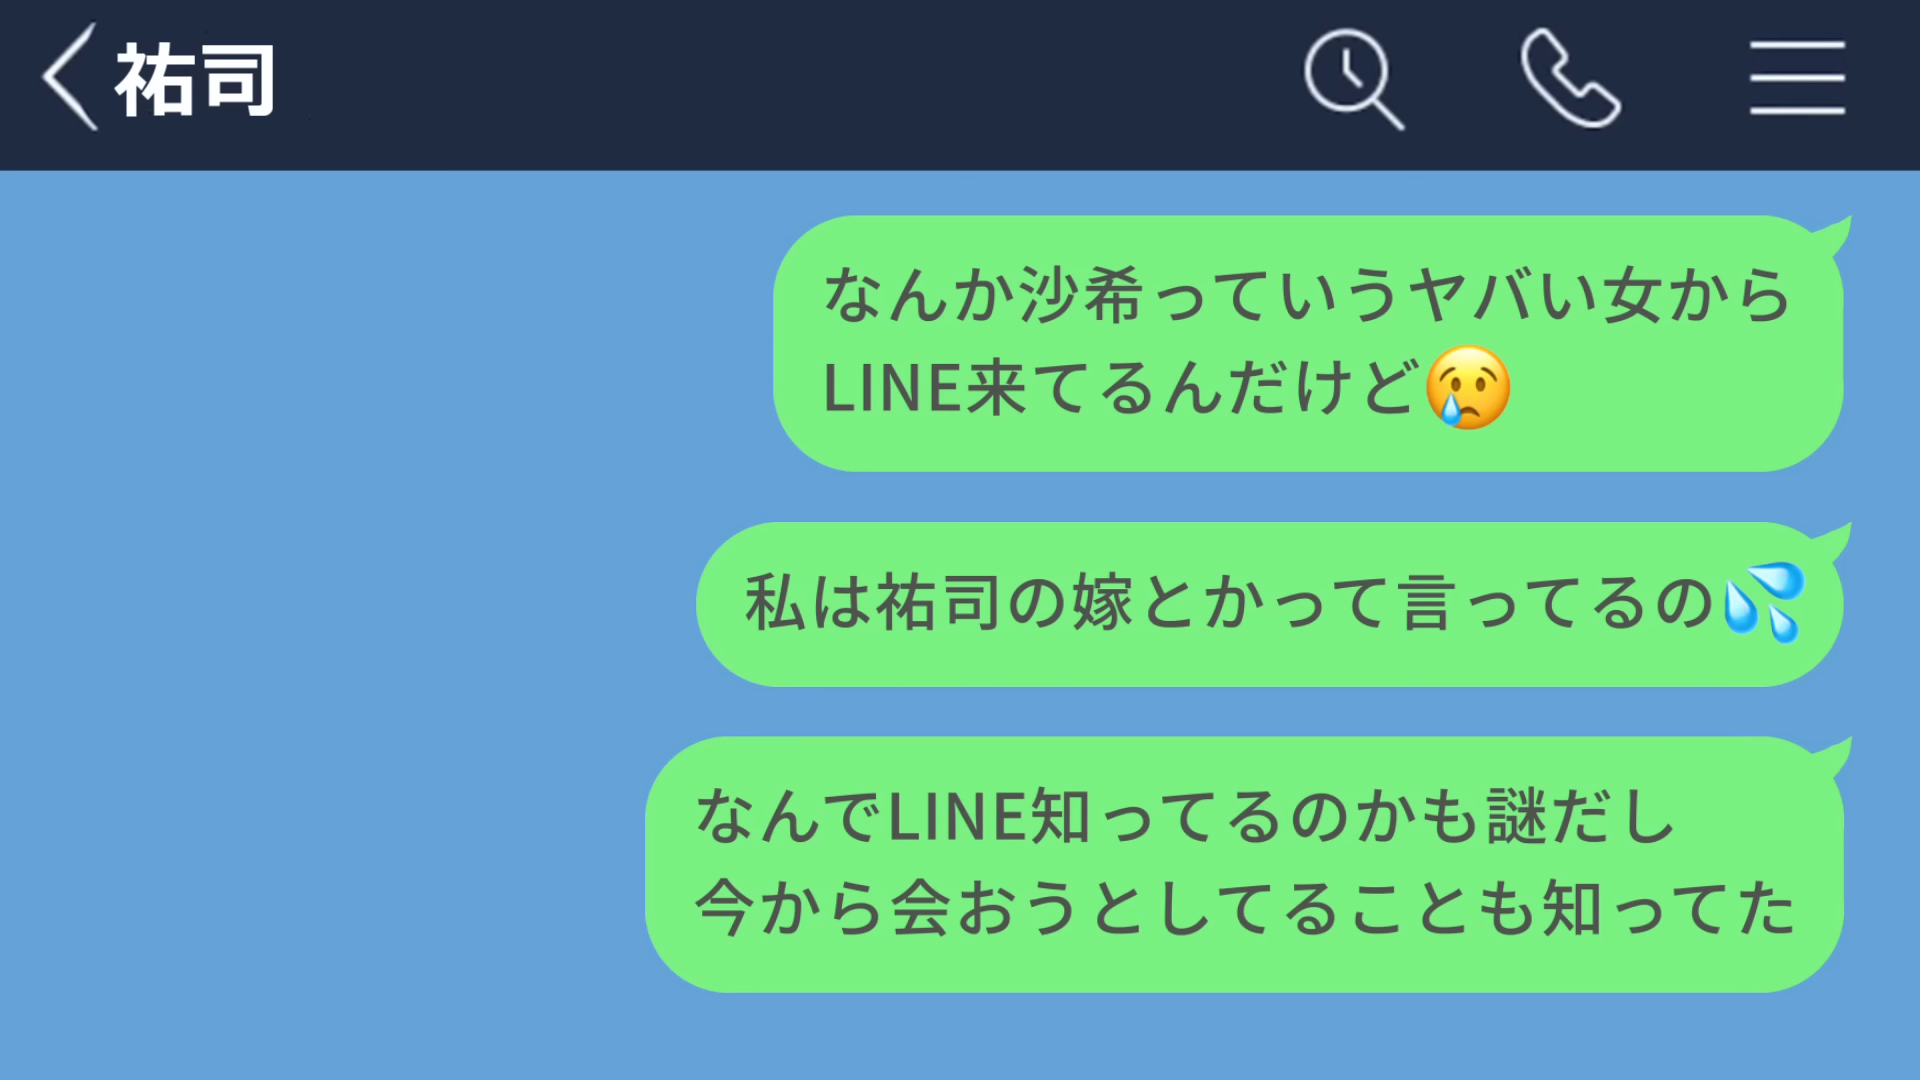 祐司
なんか沙希っていうヤバい女から
LINE来てるんだけど😢
私は祐司の嫁とかって言ってるの💦
なんでLINE知ってるのかも謎だし
今から会おうとしてることも知ってた